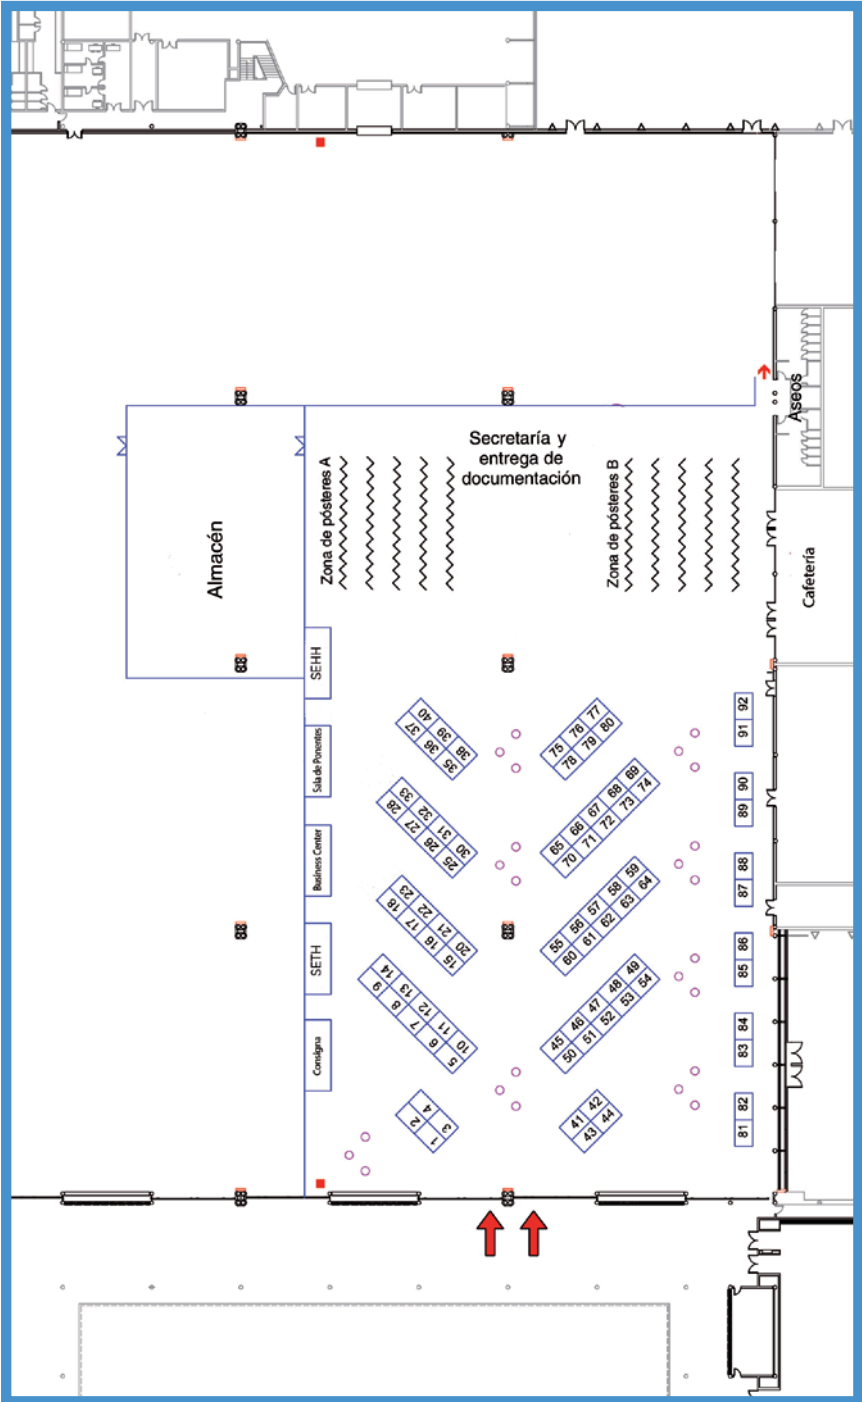 Aseos
Secretaría y
entrega de
documentación
Zona de pósteres A
Zona de pósteres B
Almacén
Cafetería
SEHH
Sala de Ponentes
Business Center
SETH
Consigna
37 40
36 39
35 38
28 33
27 32
26 31
25 30
18 23
17 22
16 21
15 20
9 14
8 13
7 12
6 11
5 10
2 4
1 3
75 76 77
78 79 80
65 66 67 68 69
70 71 72 73 74
55 56 57 58 59
60 61 62 63 64
45 46 47 48 49
50 51 52 53 54
41 42
43 44
91 92
89 90
87 88
85 86
83 84
81 82